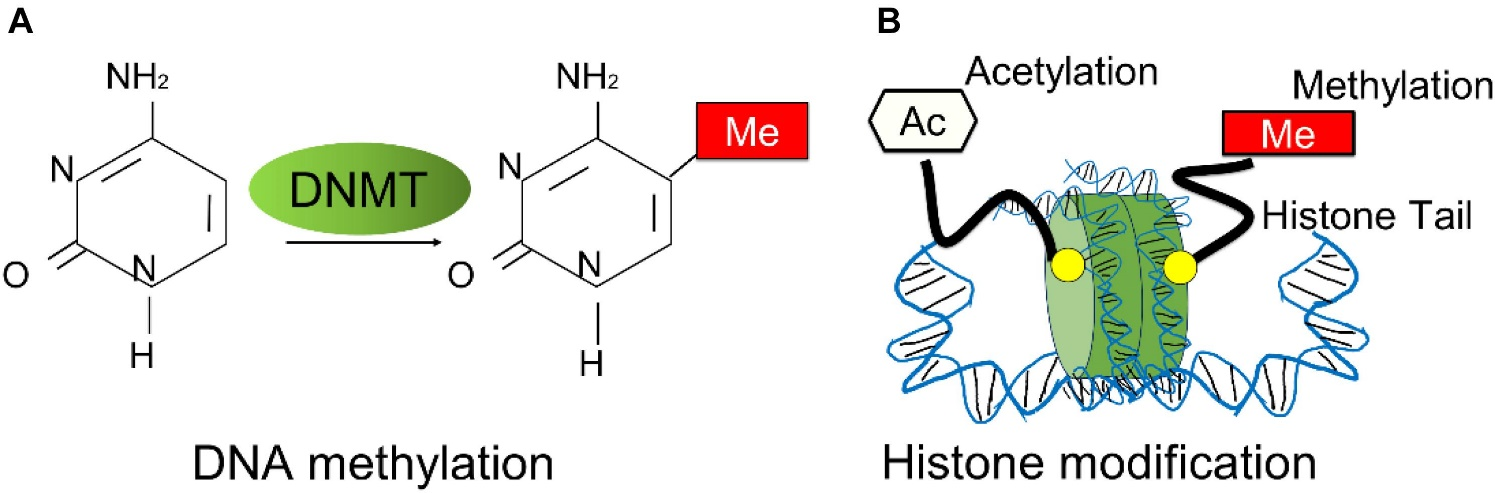 A
NH2
N
O
N
H
DNMT
NH2
Me
N
O
N
H
DNA methylation
B
Acetylation
Ac
Methylation
Me
Histone Tail
Histone modification